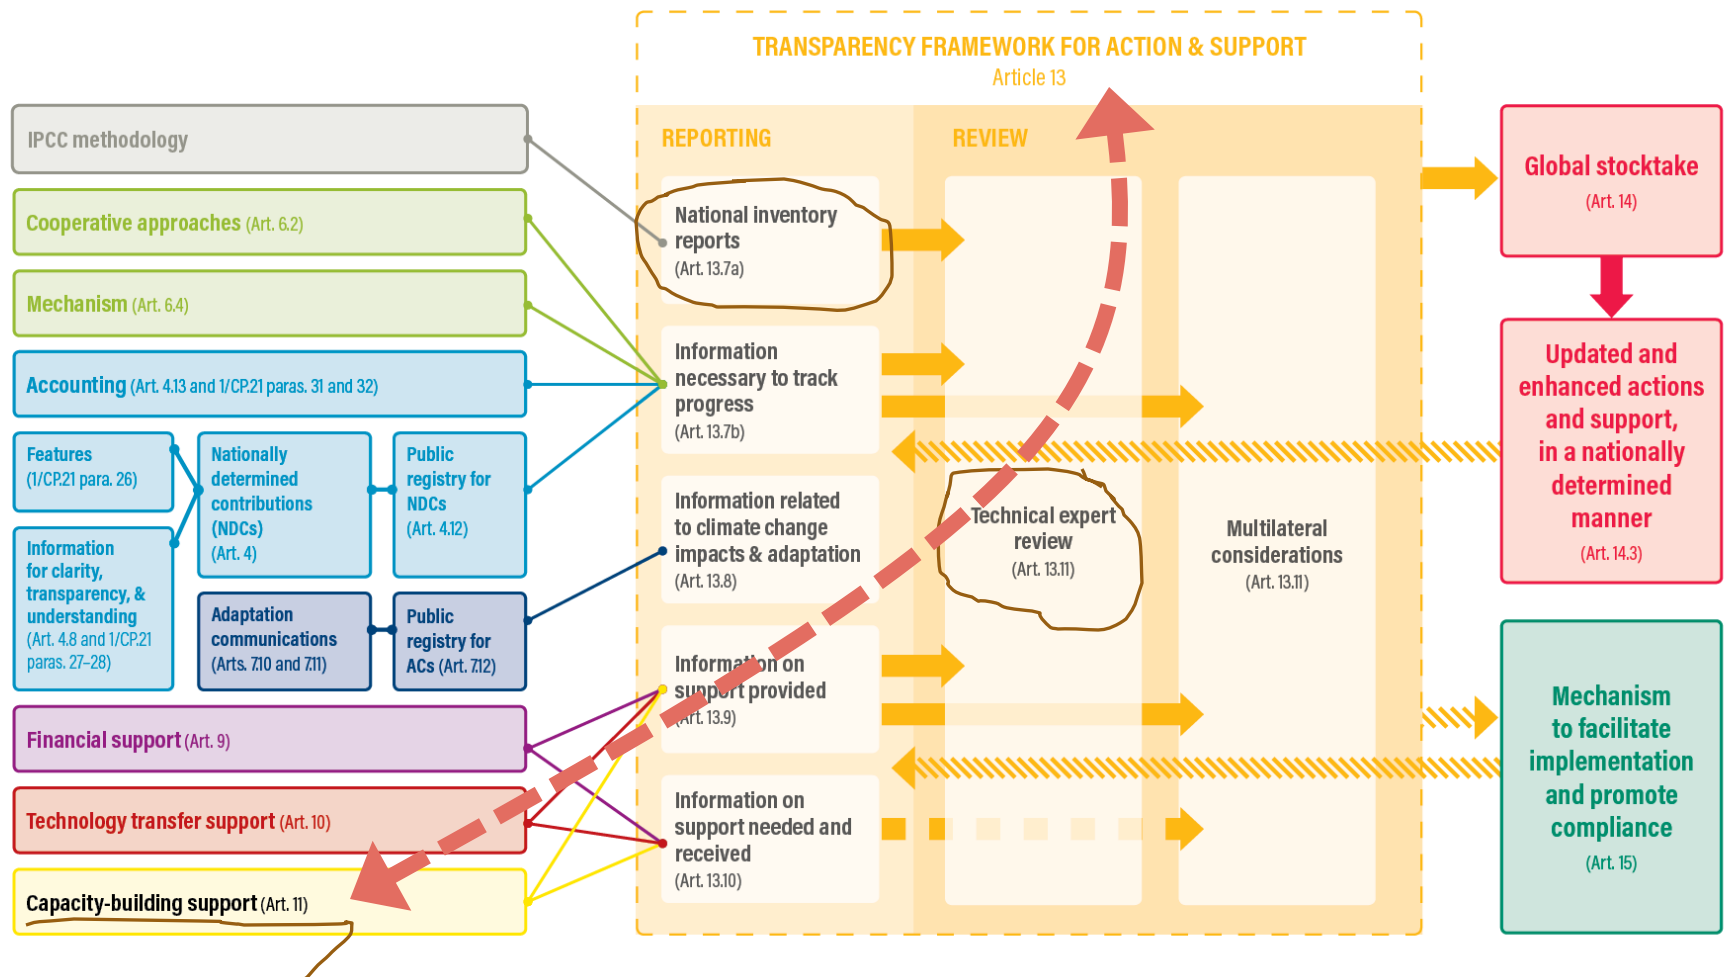 TRANSPARENCY FRAMEWORK FOR ACTION & SUPPORT
Article 13
IPCC methodology
Cooperative approaches (Art. 6.2)
Mechanism (Art. 6.4)
Accounting (Art. 4.13 and 1/CP.21 paras. 31 and 32)
Features
(1/CP.21 para. 26)
Information
for clarity,
transparency, &
understanding
(Art. 4.8 and 1/CP.21
paras. 27–28)
Nationally
determined
contributions
(NDCs)
(Art. 4)
Public
registry for
NDCs
(Art. 4.12)
Adaptation
communications
(Arts. 7.10 and 7.11)
Public
registry for
ACs (Art. 7.12)
Financial support (Art. 9)
Technology transfer support (Art. 10)
Capacity-building support (Art. 11)
REPORTING
National inventory
reports
(Art. 13.7a)
Information
necessary to track
progress
(Art. 13.7b)
Information related
to climate change
impacts & adaptation
(Art. 13.8)
Information on
support provided
(Art. 13.9)
Information on
support needed and
received
(Art. 13.10)
REVIEW
Technical expert
review
(Art. 13.11)
Multilateral
considerations
(Art. 13.11)
Global stocktake
(Art. 14)
Updated and
enhanced actions
and support,
in a nationally
determined
manner
(Art. 14.3)
Mechanism
to facilitate
implementation
and promote
compliance
(Art. 15)